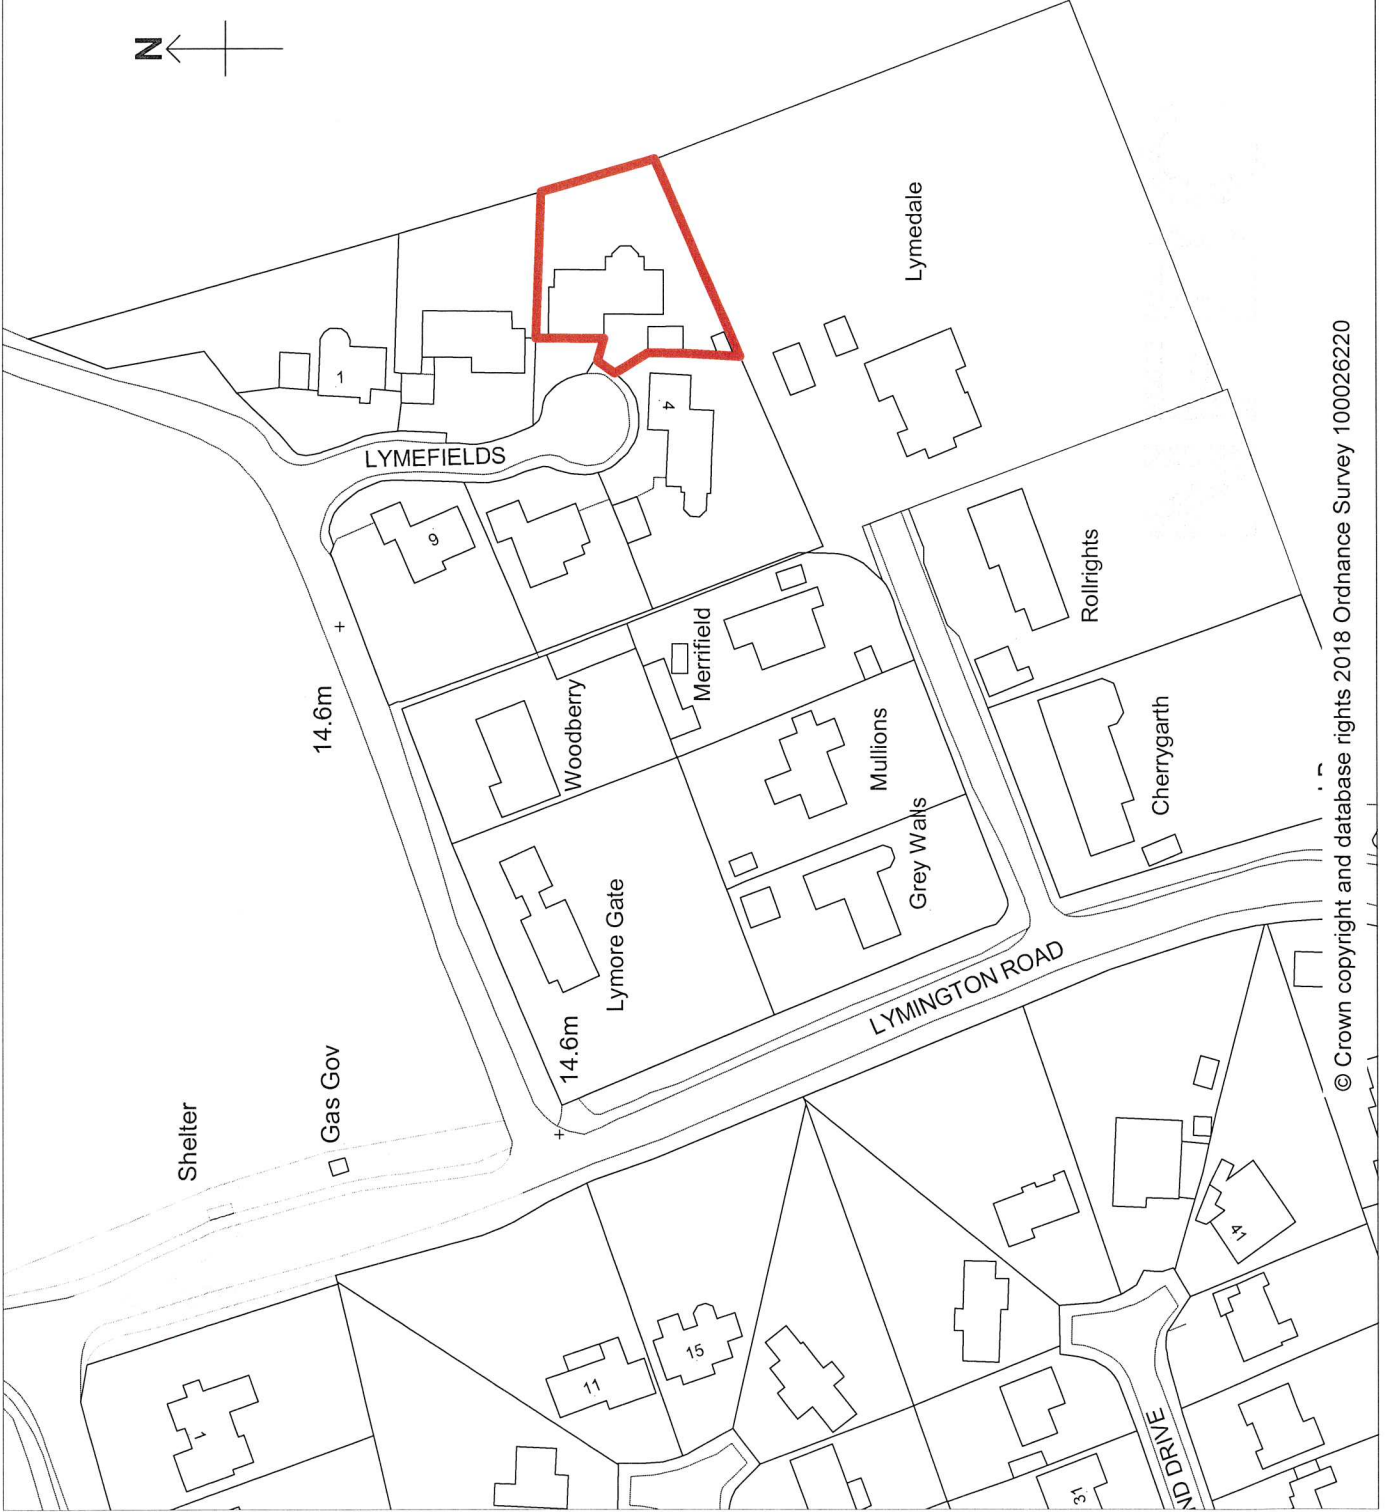 N
LYMEFIELDS
1
4
9
14.6m
Lymedale
Merrifield
Woodberry
Rollrights
Mullions
Cherrygarth
Grey Walls
Lymore Gate
14.6m
LYMINGTON ROAD
Gas Gov
Shelter
1
11
15
41
31
ND DRIVE
© Crown copyright and database rights 2018 Ordnance Survey 100026220